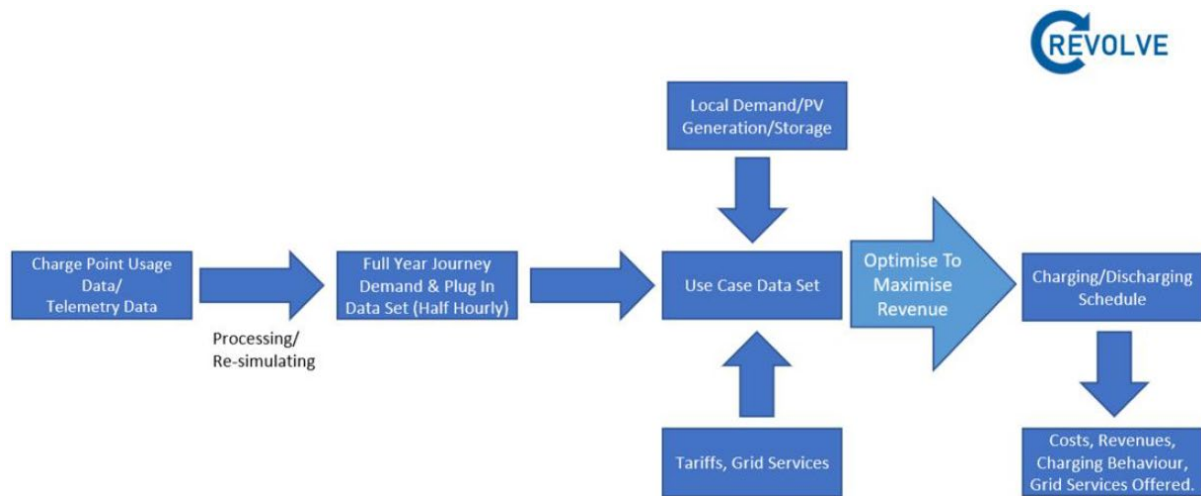 REVOLVE
Local Demand/PV
Generation/Storage
Charge Point Usage
Data/
Telemetry Data
Processing/
Re-simulating
Full Year Journey
Demand & Plug In
Data Set (Half Hourly)
Use Case Data Set
Optimise To
Maximise
Revenue
Charging/Discharging
Schedule
Tariffs, Grid Services
Costs, Revenues,
Charging Behaviour,
Grid Services Offered.